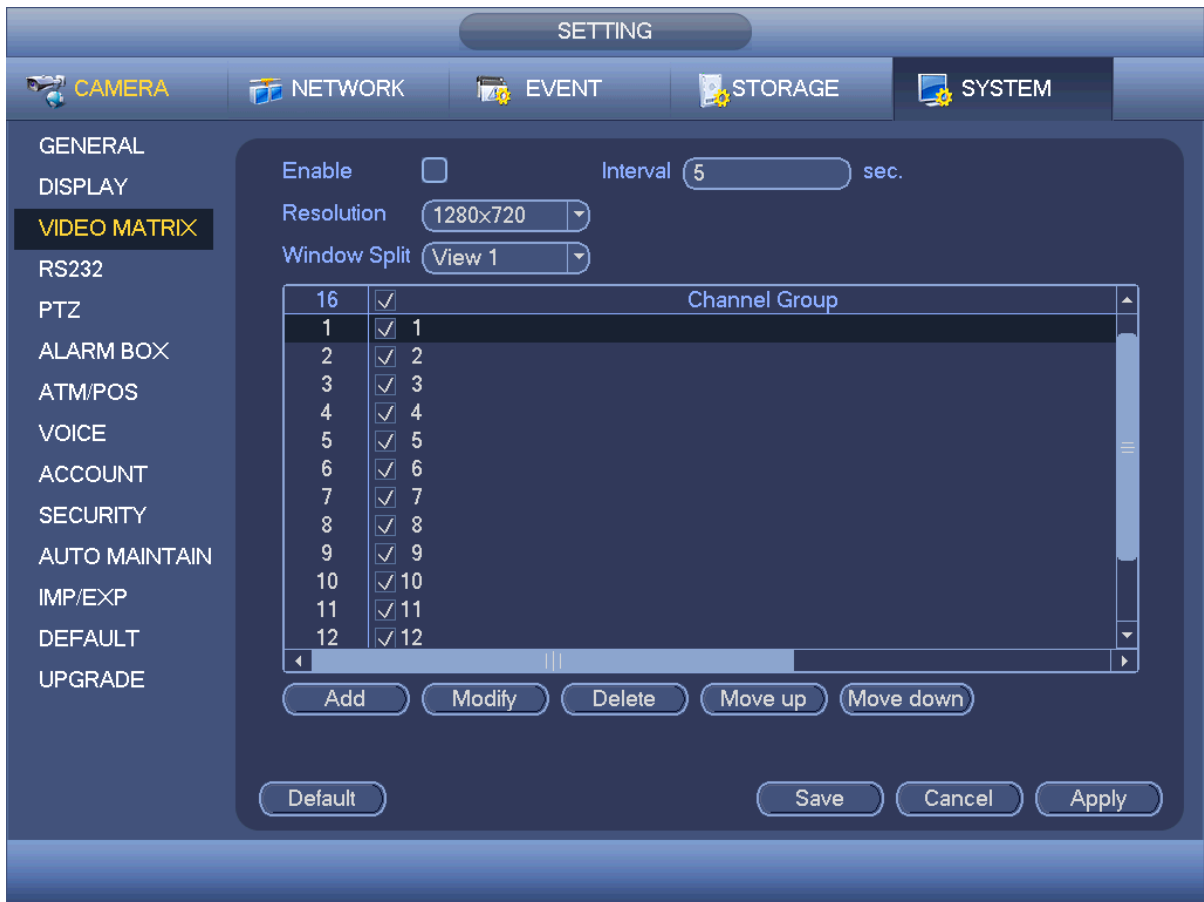 SETTING
CAMERA NETWORK EVENT STORAGE SYSTEM
GENERAL
DISPLAY
VIDEO MATRIX
RS232
PTZ
ALARM BOX
ATM/POS
VOICE
ACCOUNT
SECURITY
AUTO MAINTAIN
IMP/EXP
DEFAULT
UPGRADE
Enable Interval 5 sec.
Resolution 1280×720
Window Split View 1
16 Channel Group
1 1
2 2
3 3
4 4
5 5
6 6
7 7
8 8
9 9
10 10
11 11
12 12
Add Modify Delete Move up Move down
Default Save Cancel Apply